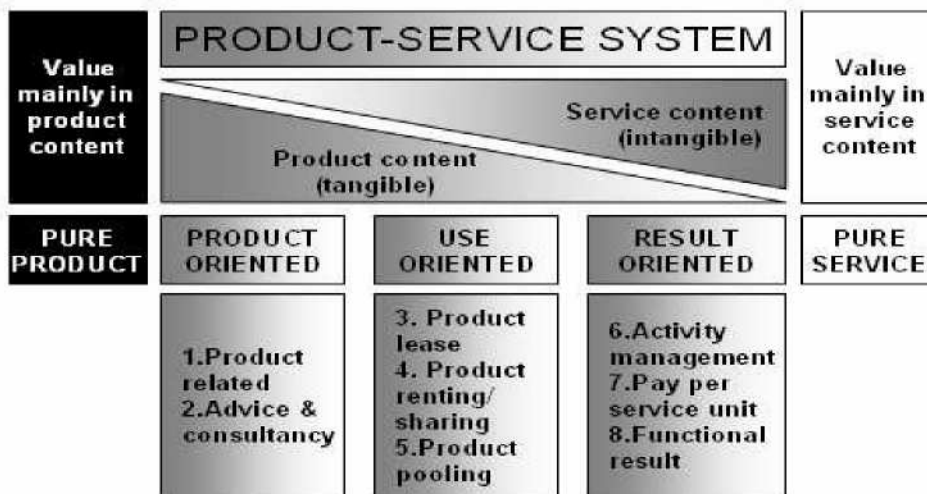 PRODUCT-SERVICE SYSTEM
Value
mainly in
product
content
Service content
(intangible)
Product content
(tangible)
Value
mainly in
service
content
PURE
PRODUCT
PRODUCT
ORIENTED
USE
ORIENTED
RESULT
ORIENTED
PURE
SERVICE
1.Product
related
2.Advice &
consultancy
3. Product
lease
4. Product
renting/
sharing
5.Product
pooling
6.Activity
management
7.Pay per
service unit
8.Functional
result